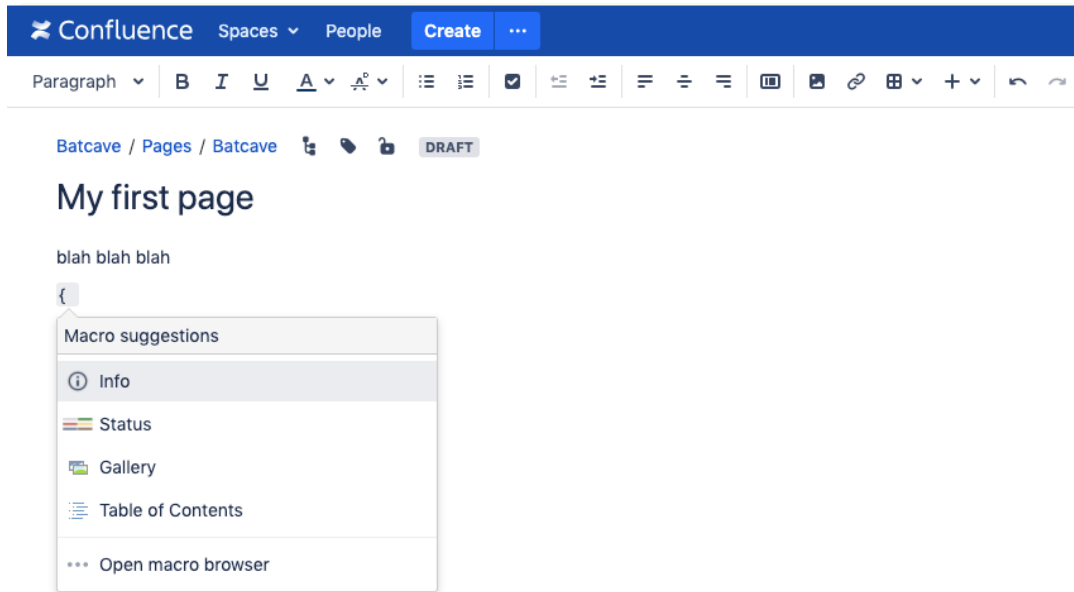 Confluence Spaces People Create ···
Paragraph B I U A
Batcave / Pages / Batcave DRAFT
My first page
blah blah blah
{
Macro suggestions
Info
Status
Gallery
Table of Contents
Open macro browser